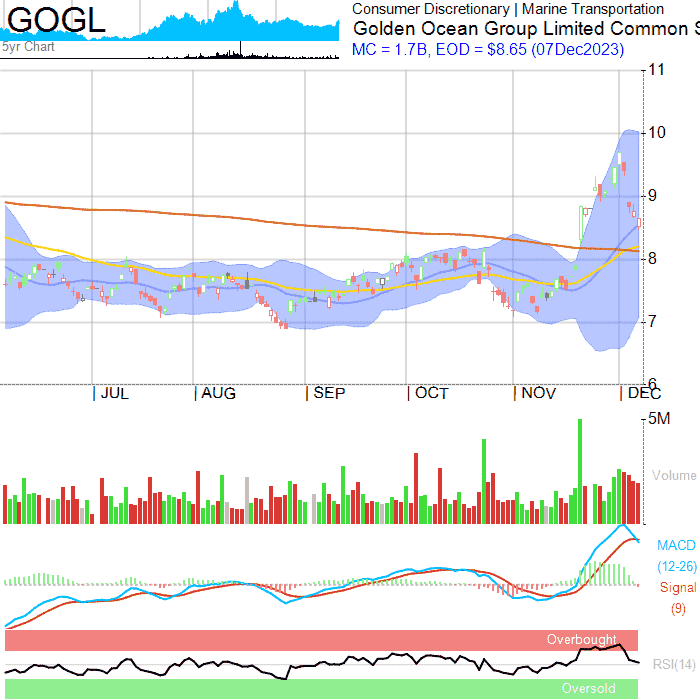 GOGL
5yr Chart
Consumer Discretionary | Marine Transportation
Golden Ocean Group Limited Common S
MC = 1.7B, EOD = $8.65 (07Dec2023)
11
10
9
8
7
6
JUL AUG SEP OCT NOV DEC
5M
Volume
MACD
(12-26)
Signal
(9)
Overbought
RSI(14)
Oversold